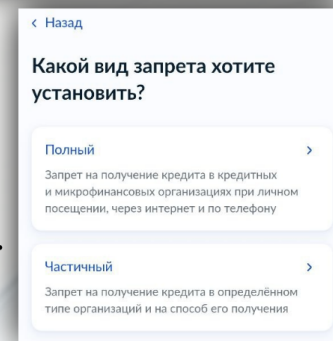 ‹ Назад
Какой вид запрета хотите
установить?
Полный
Запрет на получение кредита в кредитных
и микрофинансовых организациях при личном
посещении, через интернет и по телефону
Частичный
Запрет на получение кредита в определённом
типе организаций и на способ его получения